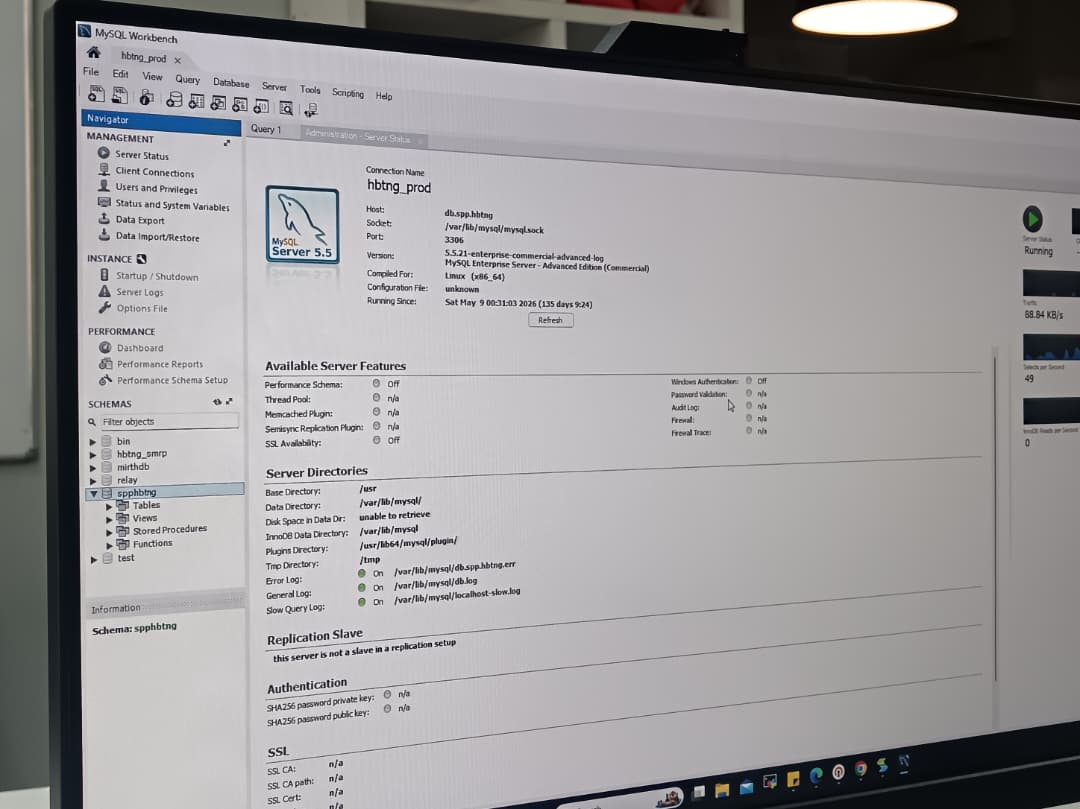 MySQL Workbench
hbtng_prod ×
File Edit View Query Database Server Tools Scripting Help
Navigator
MANAGEMENT
Server Status
Client Connections
Users and Privileges
Status and System Variables
Data Export
Data Import/Restore
INSTANCE
Startup / Shutdown
Server Logs
Options File
PERFORMANCE
Dashboard
Performance Reports
Performance Schema Setup
SCHEMAS
Filter objects
bin
hbtng_smrp
mirthdb
relay
spphbtng
Tables
Views
Stored Procedures
Functions
test
Information
Schema: spphbtng
Query 1
Administration - Server Status
MySQL
Server 5.5
Connection Name
hbtng_prod
Host: db.spp.hbtng
Socket: /var/lib/mysql/mysql.sock
Port: 3306
Version: 5.5.21-enterprise-commercial-advanced-log
MySQL Enterprise Server - Advanced Edition (Commercial)
Compiled For: Linux (x86_64)
Configuration File: unknown
Running Since: Sat May 9 00:31:03 2026 (135 days 9:24)
Refresh
Available Server Features
Performance Schema: Off
Thread Pool: n/a
Memcached Plugin: n/a
Semisync Replication Plugin: n/a
SSL Availability: Off
Windows Authentication: Off
Password Validation: n/a
Audit Log: n/a
Firewal: n/a
Firewal Trace: n/a
Server Directories
Base Directory: /usr
Data Directory: /var/lib/mysql/
Disk Space in Data Dir: unable to retrieve
InnoDB Data Directory: /var/lib/mysql
Plugins Directory: /usr/lib64/mysql/plugin/
Tmp Directory: /tmp
Error Log: On /var/lib/mysql/db.spp.hbtng.err
General Log: On /var/lib/mysql/db.log
Slow Query Log: On /var/lib/mysql/localhost-slow.log
Replication Slave
this server is not a slave in a replication setup
Authentication
SHA256 password private key: n/a
SHA256 password public key: n/a
SSL
SSL CA: n/a
SSL CA path: n/a
SSL Cert: n/a
n/a
Server Status
Running
Traffic
88.84 KB/s
Selects per Second
49
InnoDB Reads per Second
0